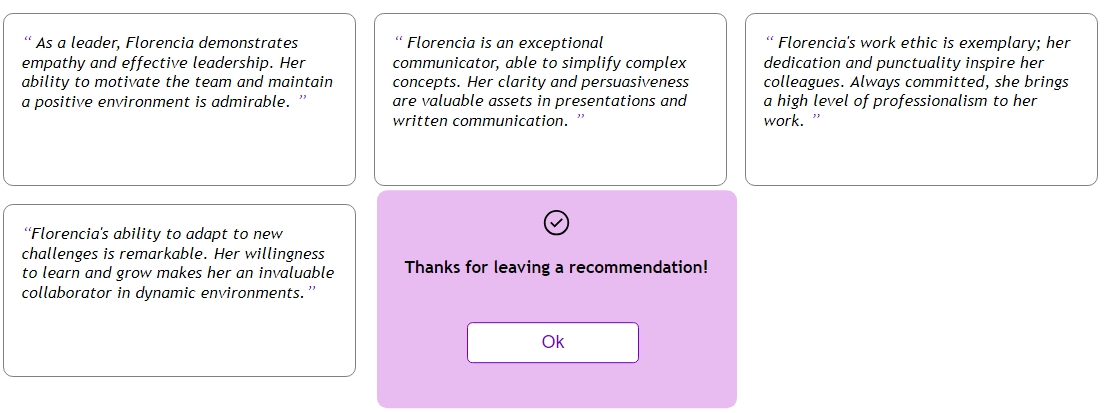 “ As a leader, Florencia demonstrates
empathy and effective leadership. Her
ability to motivate the team and maintain
a positive environment is admirable. ”
“ Florencia is an exceptional
communicator, able to simplify complex
concepts. Her clarity and persuasiveness
are valuable assets in presentations and
written communication. ”
“ Florencia's work ethic is exemplary; her
dedication and punctuality inspire her
colleagues. Always committed, she brings
a high level of professionalism to her
work. ”
“Florencia's ability to adapt to new
challenges is remarkable. Her willingness
to learn and grow makes her an invaluable
collaborator in dynamic environments.”
Thanks for leaving a recommendation!
Ok